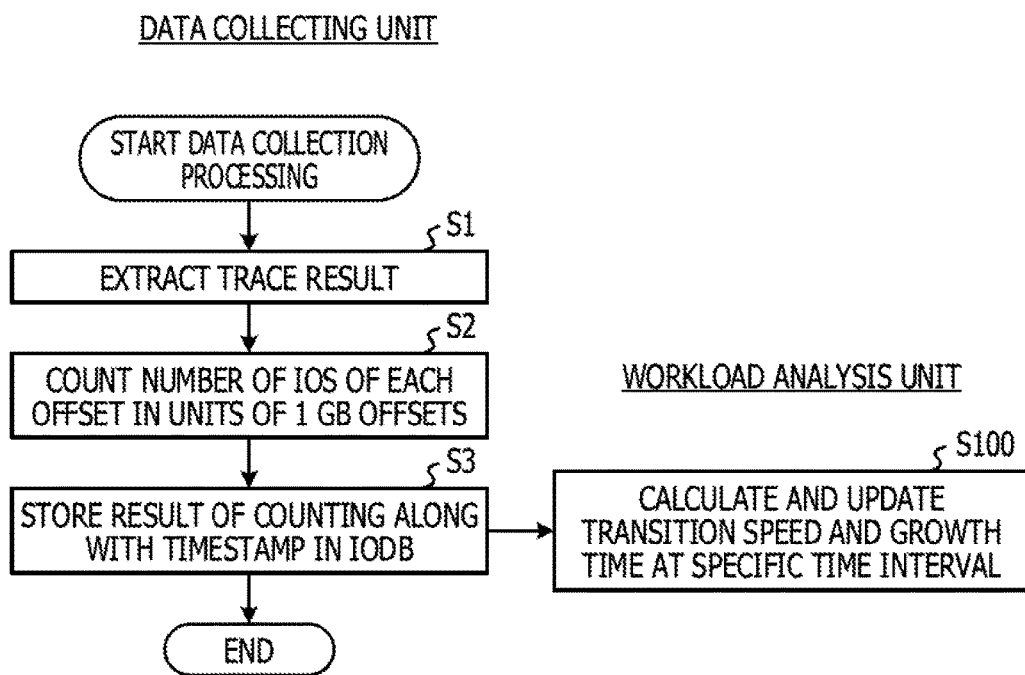 DATA COLLECTING UNIT
START DATA COLLECTION
PROCESSING
S1
EXTRACT TRACE RESULT
S2
COUNT NUMBER OF IOS OF EACH
OFFSET IN UNITS OF 1 GB OFFSETS
S3
STORE RESULT OF COUNTING ALONG
WITH TIMESTAMP IN IODB
END
WORKLOAD ANALYSIS UNIT
S100
CALCULATE AND UPDATE
TRANSITION SPEED AND GROWTH
TIME AT SPECIFIC TIME INTERVAL